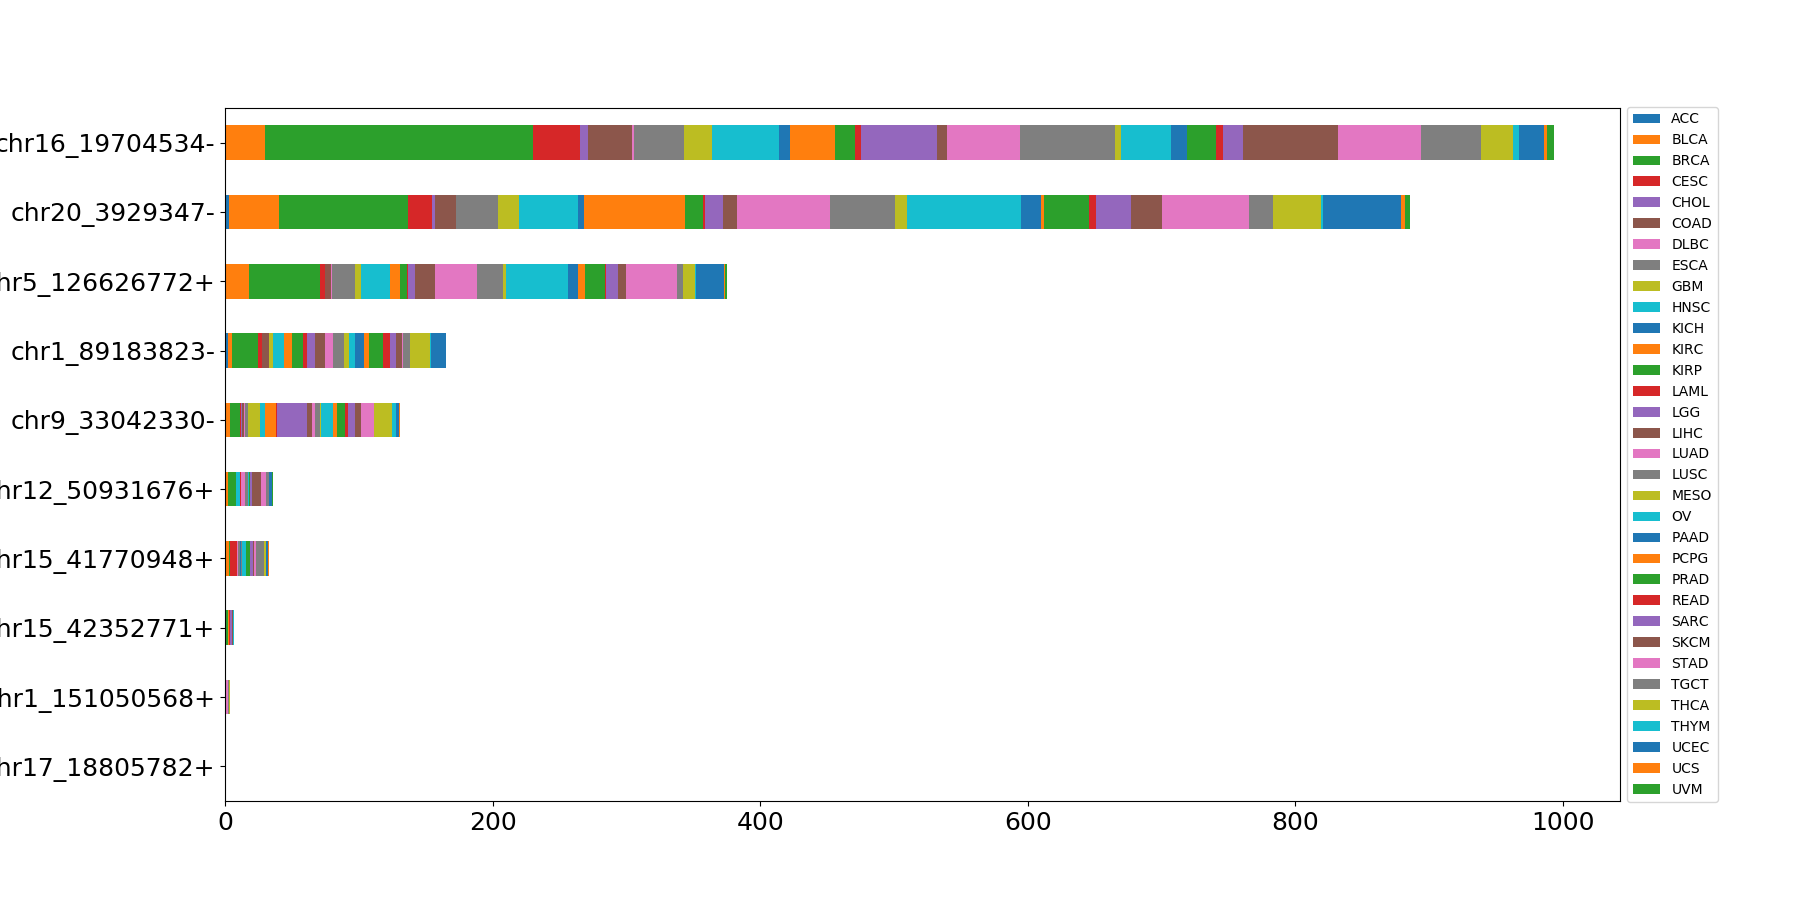 chr16_19704534-
chr20_3929347-
hr5_126626772+
chr1_89183823-
chr9_33042330-
hr12_50931676+
hr15_41770948+
hr15_42352771+
hr1_151050568+
hr17_18805782+
0 200 400 600 800 1000
ACC
BLCA
BRCA
CESC
CHOL
COAD
DLBC
ESCA
GBM
HNSC
KICH
KIRC
KIRP
LAML
LGG
LIHC
LUAD
LUSC
MESO
OV
PAAD
PCPG
PRAD
READ
SARC
SKCM
STAD
TGCT
THCA
THYM
UCEC
UCS
UVM